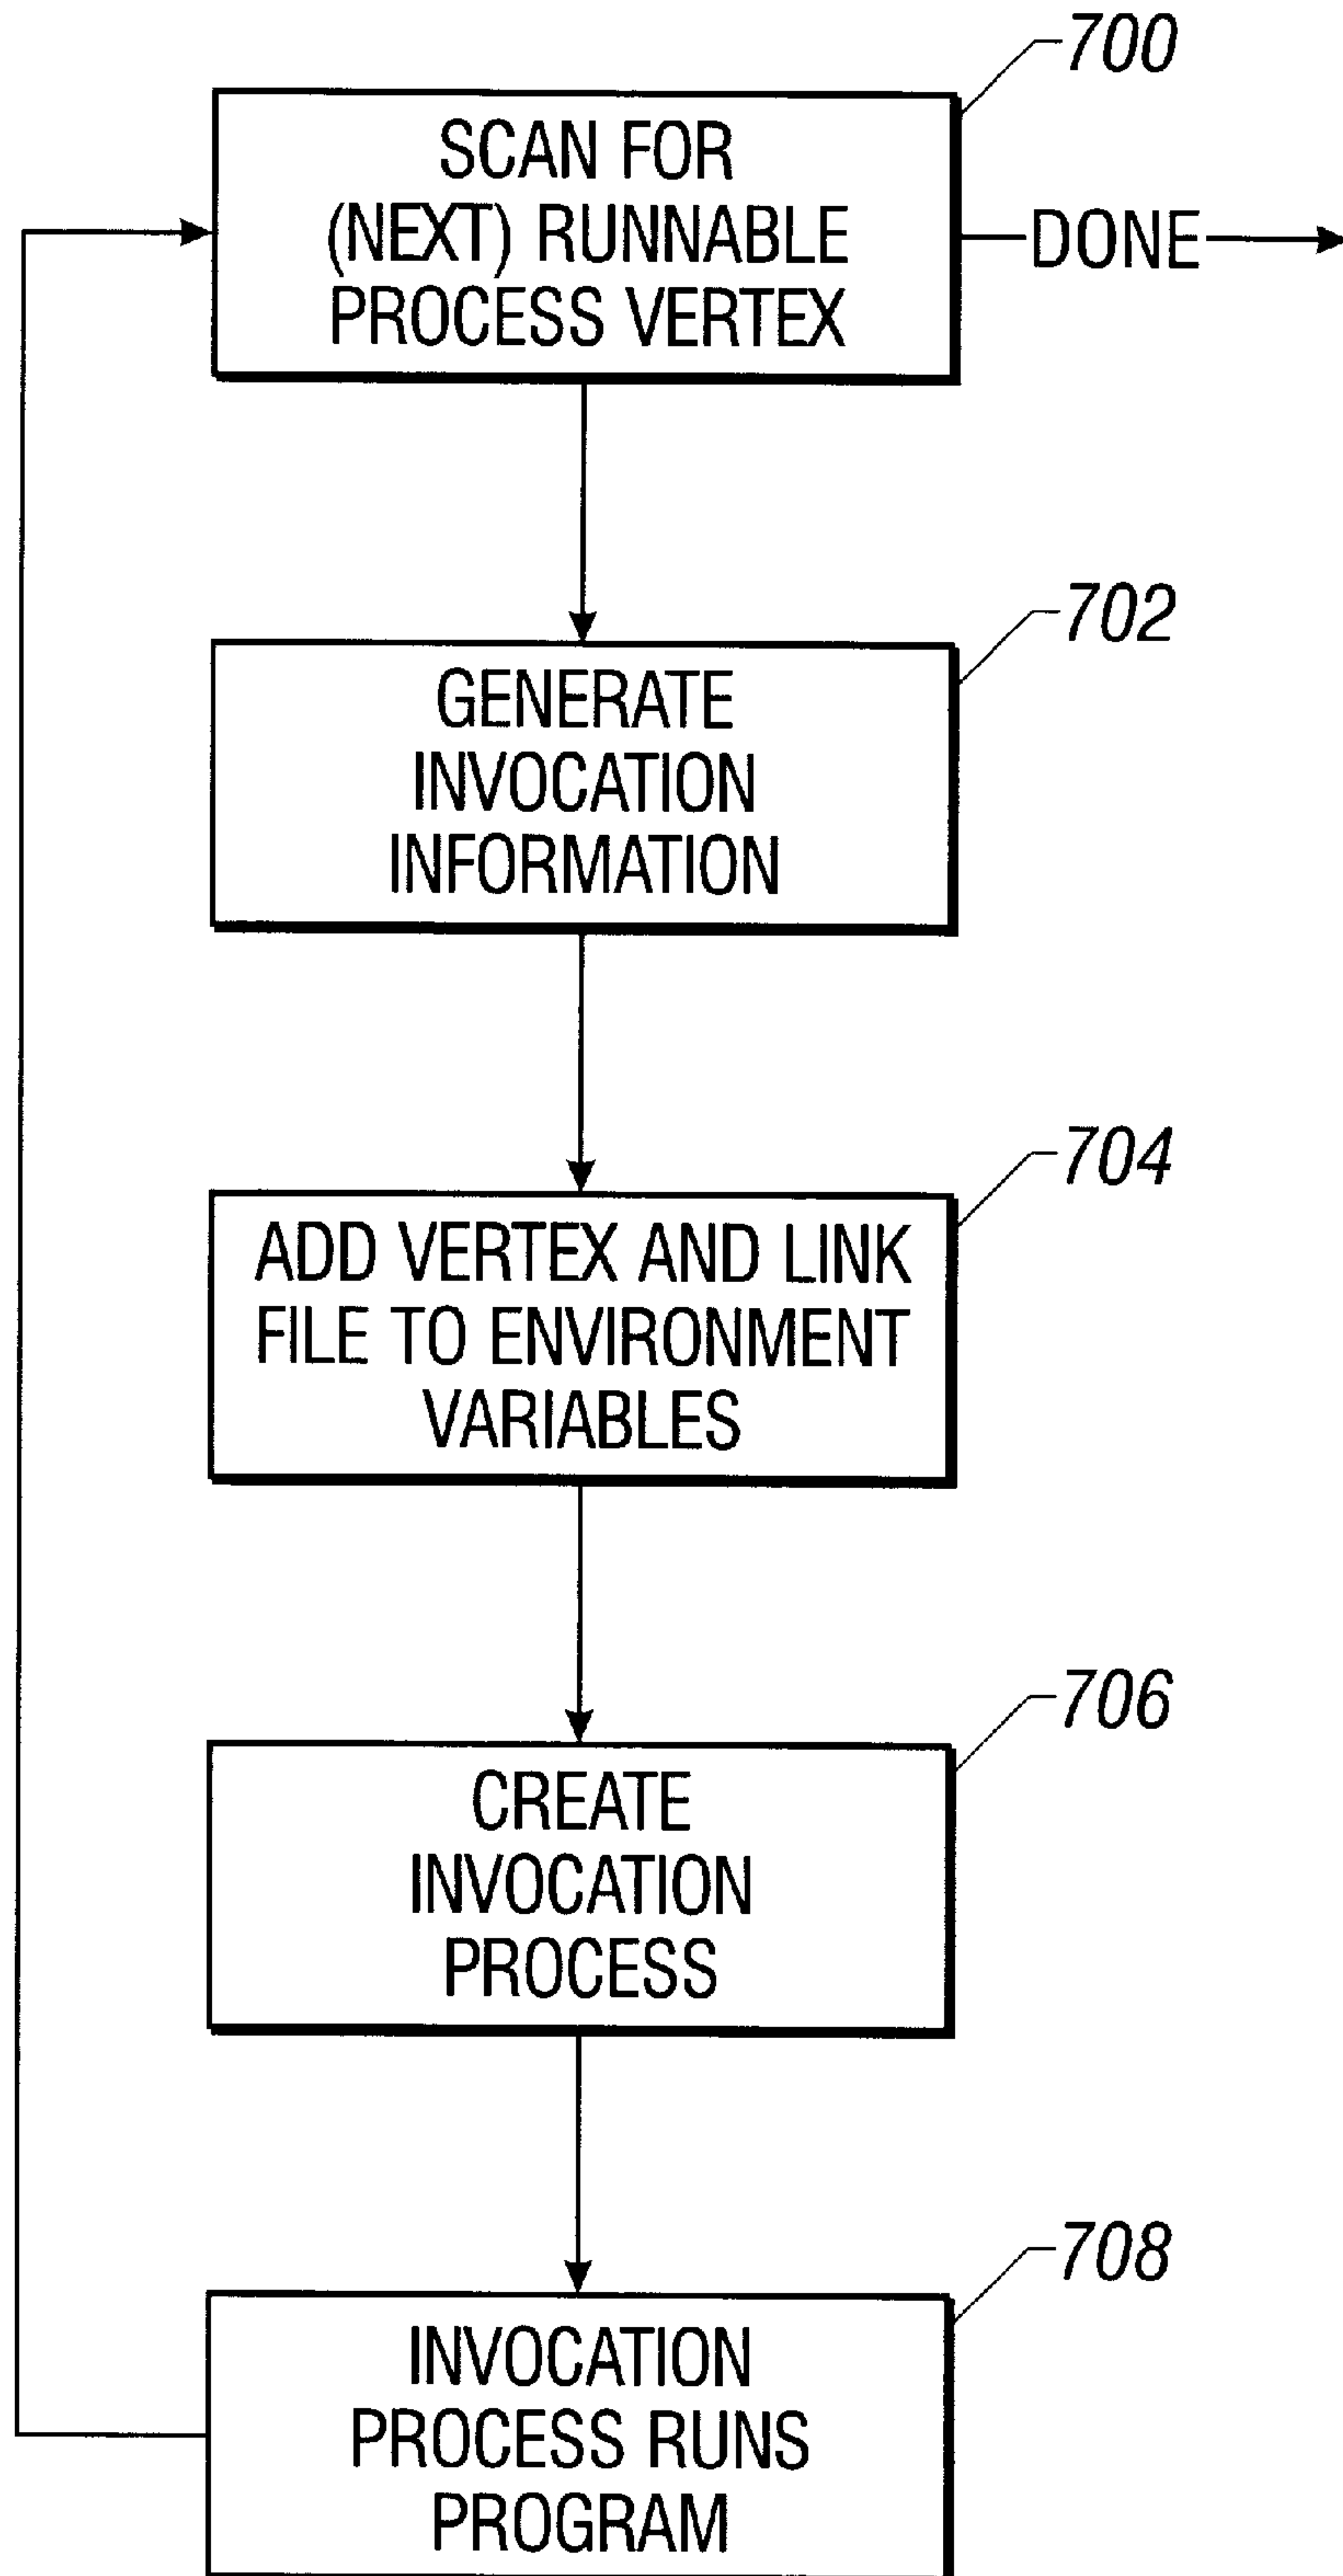 700
SCAN FOR
(NEXT) RUNNABLE
PROCESS VERTEX
DONE
702
GENERATE
INVOCATION
INFORMATION
704
ADD VERTEX AND LINK
FILE TO ENVIRONMENT
VARIABLES
706
CREATE
INVOCATION
PROCESS
708
INVOCATION
PROCESS RUNS
PROGRAM